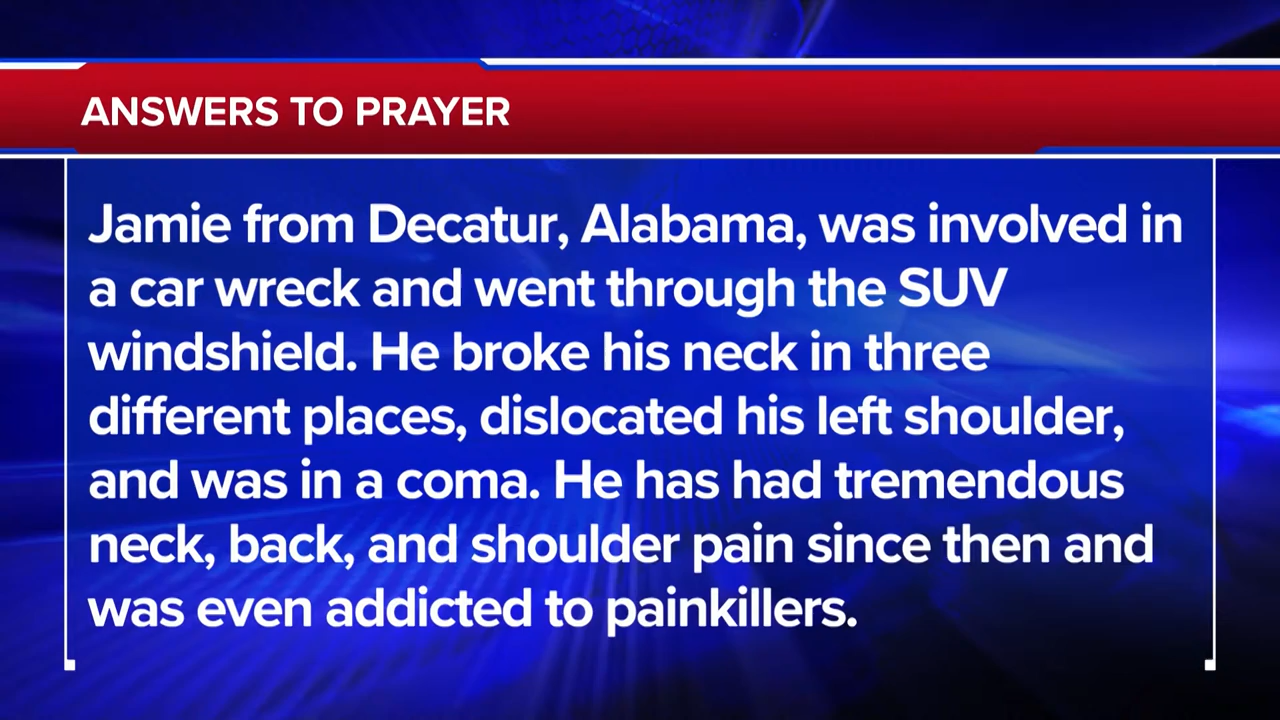 ANSWERS TO PRAYER
Jamie from Decatur, Alabama, was involved in
a car wreck and went through the SUV
windshield. He broke his neck in three
different places, dislocated his left shoulder,
and was in a coma. He has had tremendous
neck, back, and shoulder pain since then and
was even addicted to painkillers.